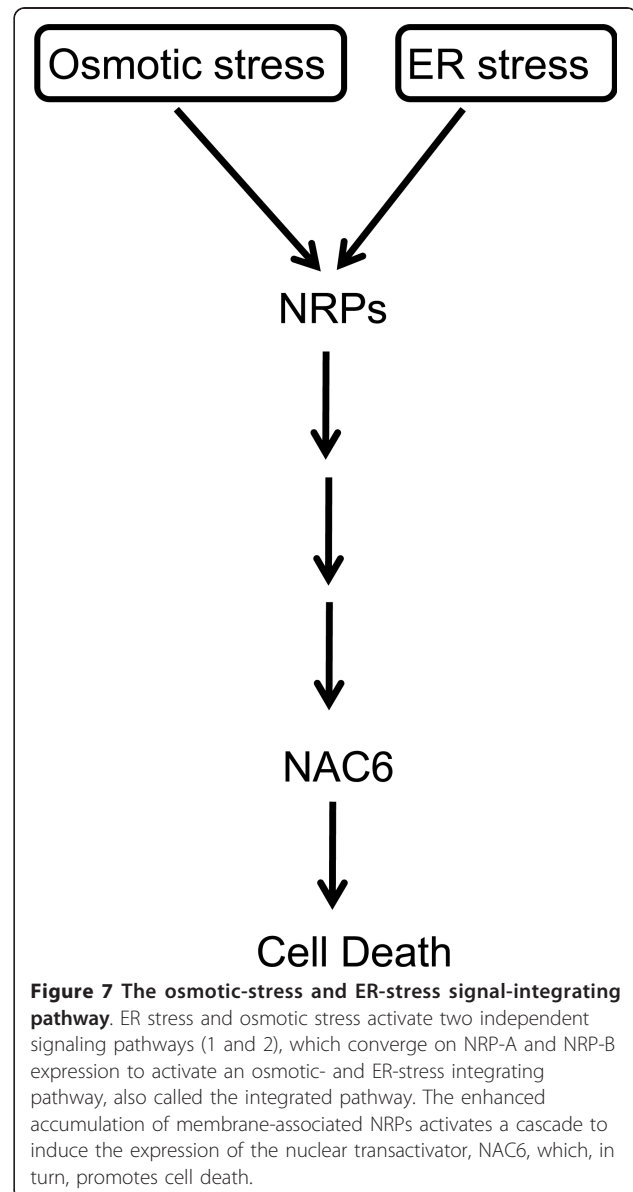 Osmotic stress ER stress
NRPs
NAC6
Cell Death
Figure 7 The osmotic-stress and ER-stress signal-integrating
pathway. ER stress and osmotic stress activate two independent
signaling pathways (1 and 2), which converge on NRP-A and NRP-B
expression to activate an osmotic- and ER-stress integrating
pathway, also called the integrated pathway. The enhanced
accumulation of membrane-associated NRPs activates a cascade to
induce the expression of the nuclear transactivator, NAC6, which, in
turn, promotes cell death.